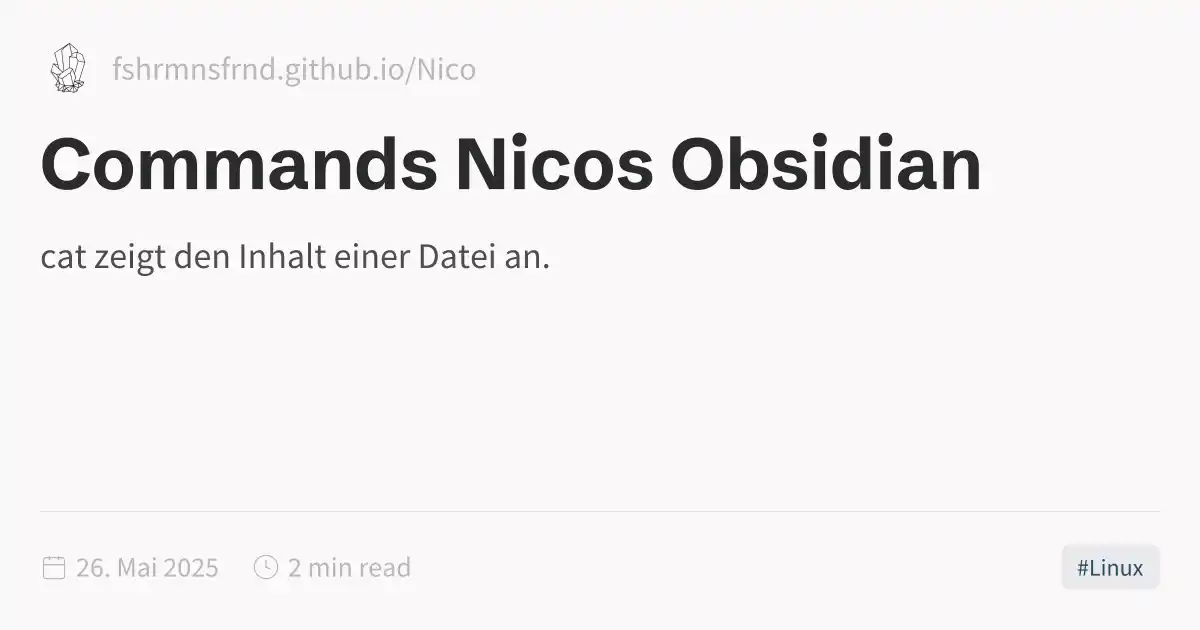 fshrmnsfrnd.github.io/Nico
Commands Nicos Obsidian
cat zeigt den Inhalt einer Datei an.
26. Mai 2025
2 min read
#Linux